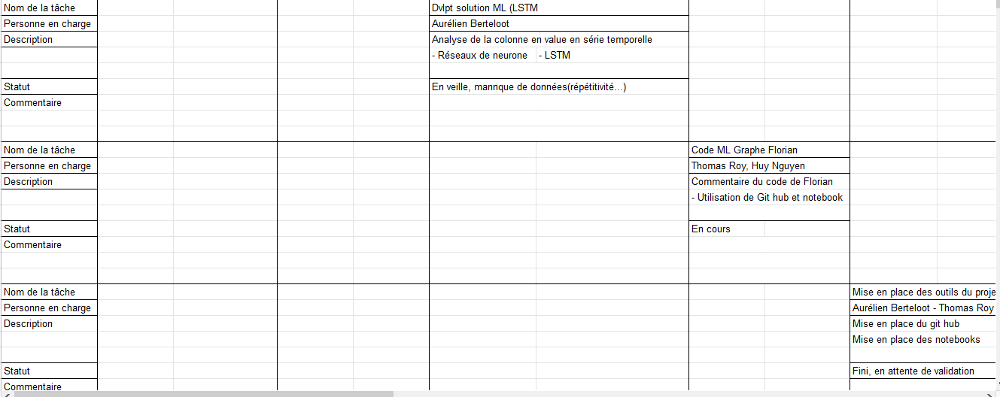 Nom de la tâche Dvlpt solution ML (LSTM
Personne en charge Aurélien Berteloot
Description Analyse de la colonne en value en série temporelle
- Réseaux de neurone - LSTM
Statut En veille, mannque de données(répétitivité...)
Commentaire
Nom de la tâche Code ML Graphe Florian
Personne en charge Thomas Roy, Huy Nguyen
Description Commentaire du code de Florian
- Utilisation de Git hub et notebook
Statut En cours
Commentaire
Nom de la tâche Mise en place des outils du proje
Personne en charge Aurélien Berteloot - Thomas Roy
Description Mise en place du git hub
Mise en place des notebooks
Statut Fini, en attente de validation
Commentaire